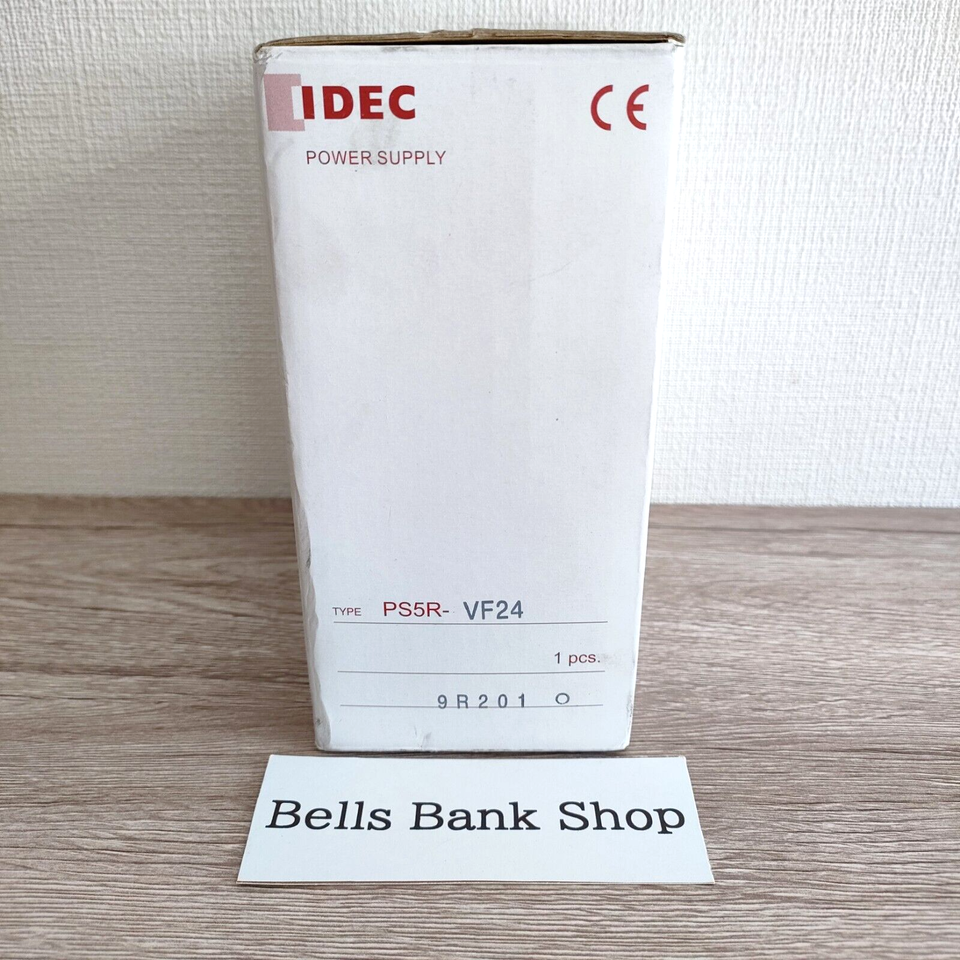 IDEC
CE
POWER SUPPLY
TYPE PS5R- VF24
1 pcs.
9R201 O
Bells Bank Shop